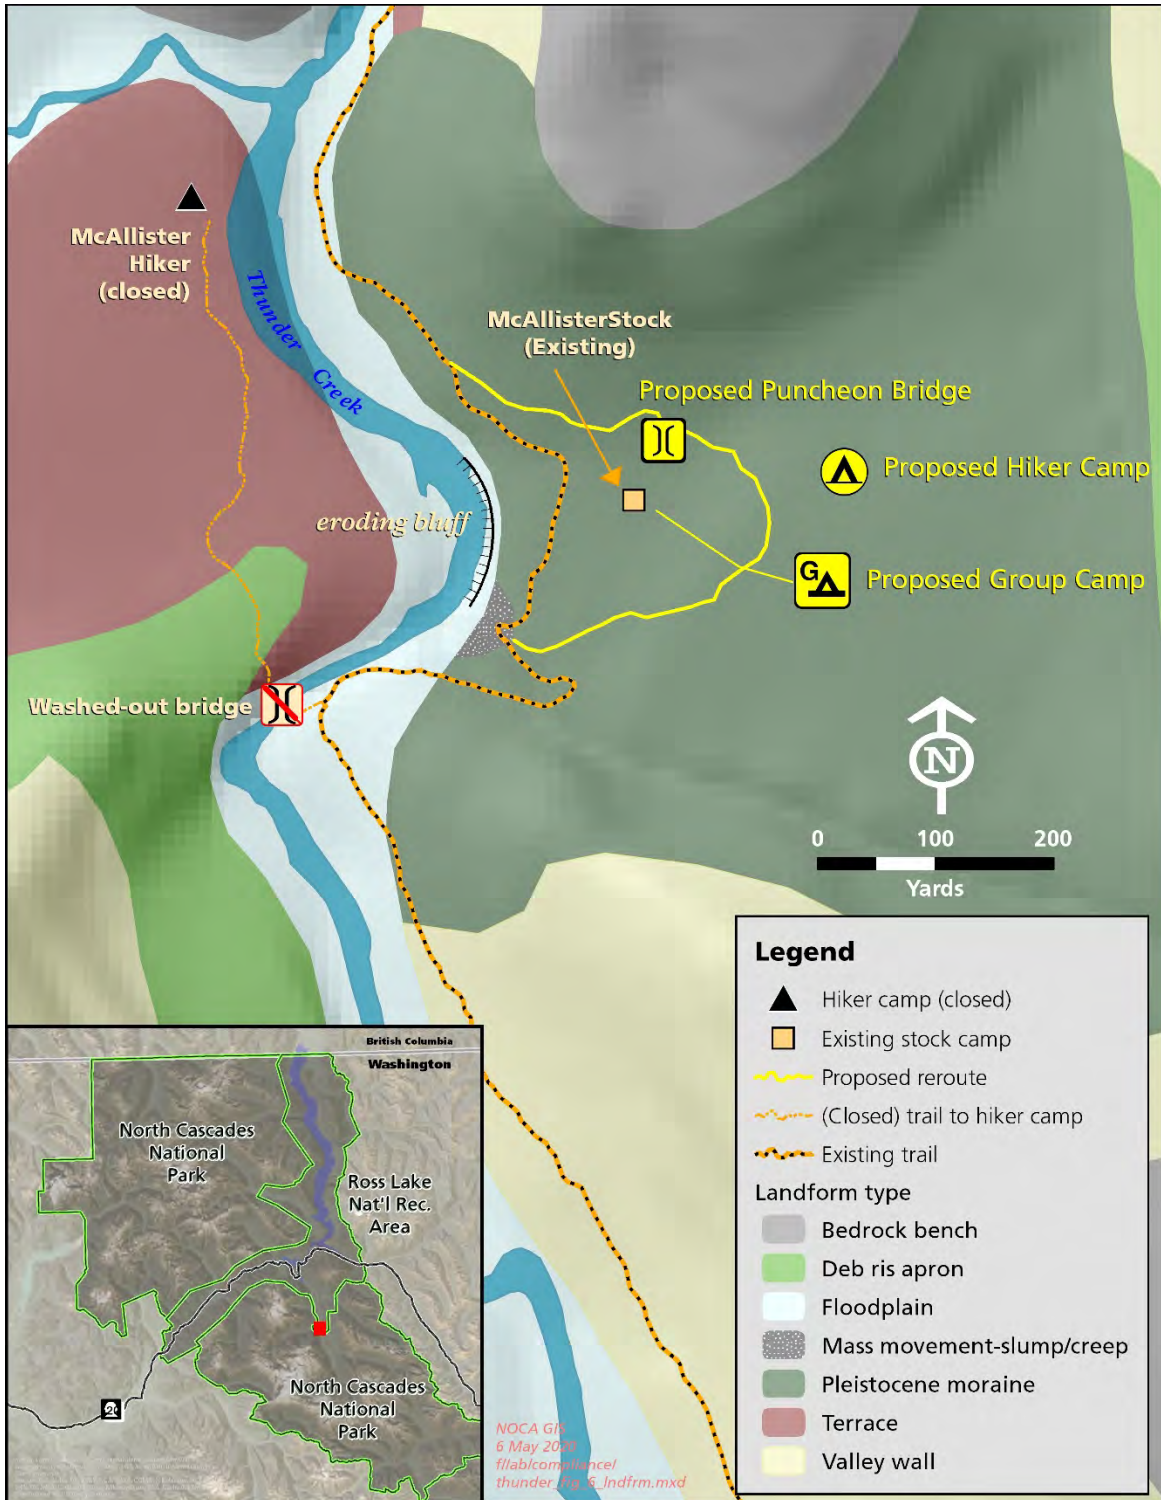 McAllister
Hiker
(closed)
Thunder
Creek
McAllisterStock
(Existing)
Proposed Puncheon Bridge
Proposed Hiker Camp
eroding bluff
G
Proposed Group Camp
Washed-out bridge
N
0 100 200
Yards
Legend
Hiker camp (closed)
Existing stock camp
Proposed reroute
(Closed) trail to hiker camp
Existing trail
Landform type
Bedrock bench
Deb ris apron
Floodplain
Mass movement-slump/creep
Pleistocene moraine
Terrace
Valley wall
British Columbia
Washington
North Cascades
National
Park
Ross Lake
Nat'l Rec.
Area
North Cascades
National
Park
20
NOCA GIS
6 May 2020